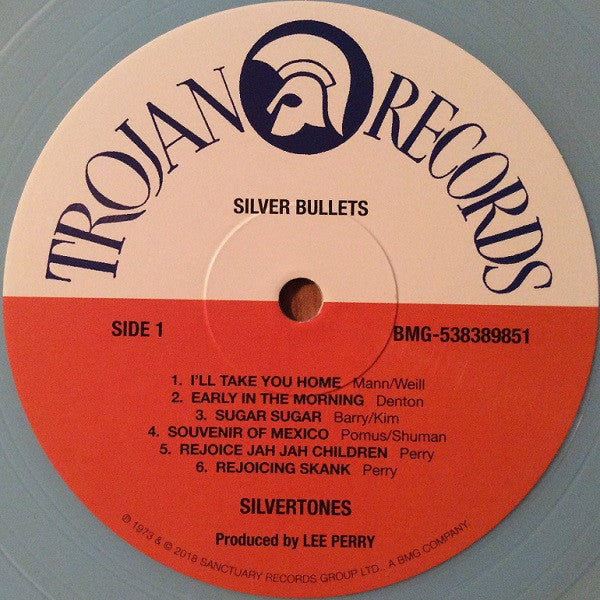 TROJAN RECORDS
SILVER BULLETS
SIDE 1
BMG-538389851
1. I'LL TAKE YOU HOME Mann/Weill
2. EARLY IN THE MORNING Denton
3. SUGAR SUGAR Barry/Kim
4. SOUVENIR OF MEXICO Pomus/Shuman
5. REJOICE JAH JAH CHILDREN Perry
6. REJOICING SKANK Perry
SILVERTONES
Produced by LEE PERRY
℗ 1973 & © 2018 SANCTUARY RECORDS GROUP LTD., A BMG COMPANY